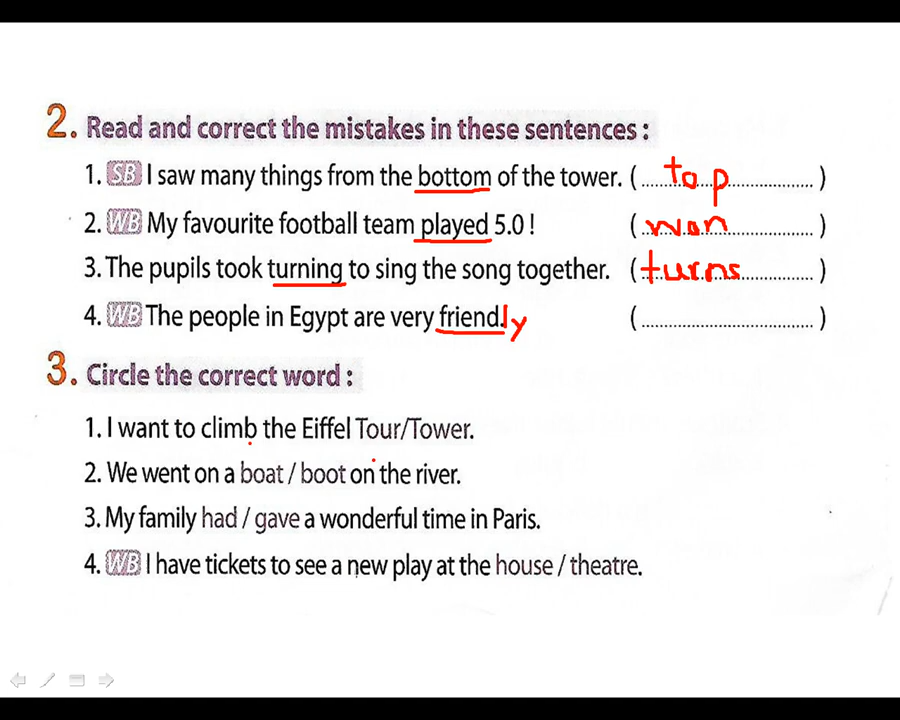 2. Read and correct the mistakes in these sentences :
1. SB I saw many things from the bottom of the tower. (....top....)
2. WB My favourite football team played 5.0 ! (won....)
3. The pupils took turning to sing the song together. (turns....)
4. WB The people in Egypt are very friend.ly (....)
3. Circle the correct word :
1. I want to climb the Eiffel Tour/Tower.
2. We went on a boat / boot on the river.
3. My family had / gave a wonderful time in Paris.
4. WB I have tickets to see a new play at the house / theatre.